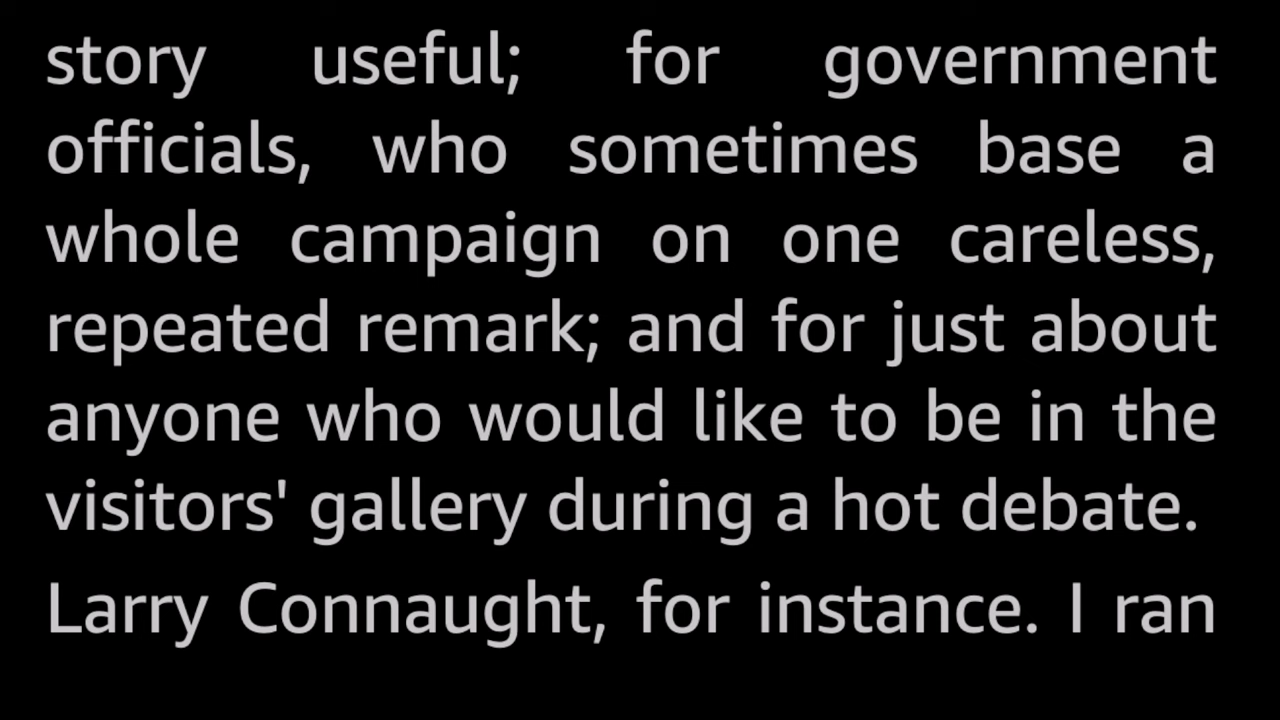 story useful; for government
officials, who sometimes base a
whole campaign on one careless,
repeated remark; and for just about
anyone who would like to be in the
visitors' gallery during a hot debate.
Larry Connaught, for instance. I ran